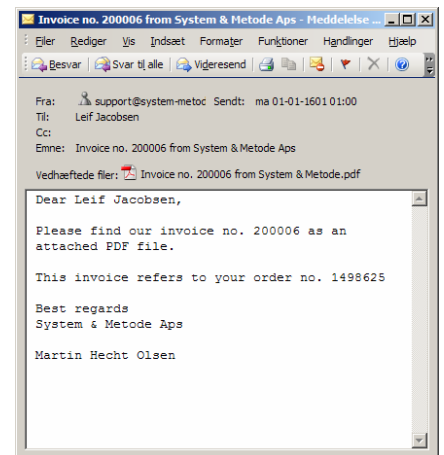 Invoice no. 200006 from System & Metode Aps - Meddelelse ...
Filer Rediger Vis Indsæt Formater Funktioner Handlinger Hjælp
Besvar Svar til alle Videresend
Fra: support@system-metoc Sendt: ma 01-01-1601 01:00
Til: Leif Jacobsen
Cc:
Emne: Invoice no. 200006 from System & Metode Aps
Vedhæftede filer: Invoice no. 200006 from System & Metode.pdf
Dear Leif Jacobsen,
Please find our invoice no. 200006 as an
attached PDF file.
This invoice refers to your order no. 1498625
Best regards
System & Metode Aps
Martin Hecht Olsen